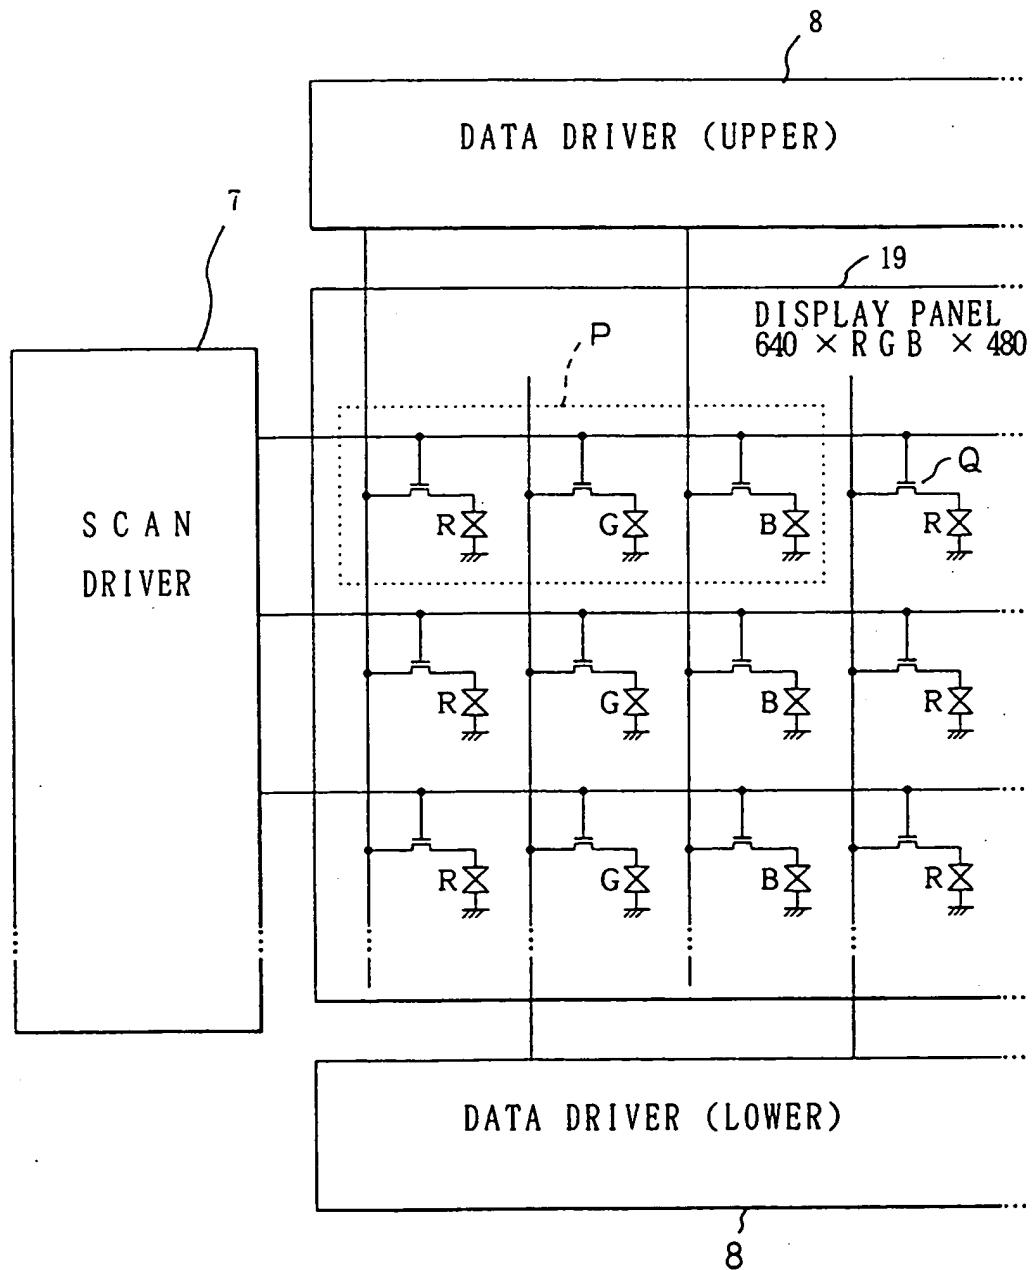 8
DATA DRIVER (UPPER)
7
19
DISPLAY PANEL
640 × RGB × 480
P
Q
SCAN
DRIVER
R G B R
R G B R
R G B R
DATA DRIVER (LOWER)
8